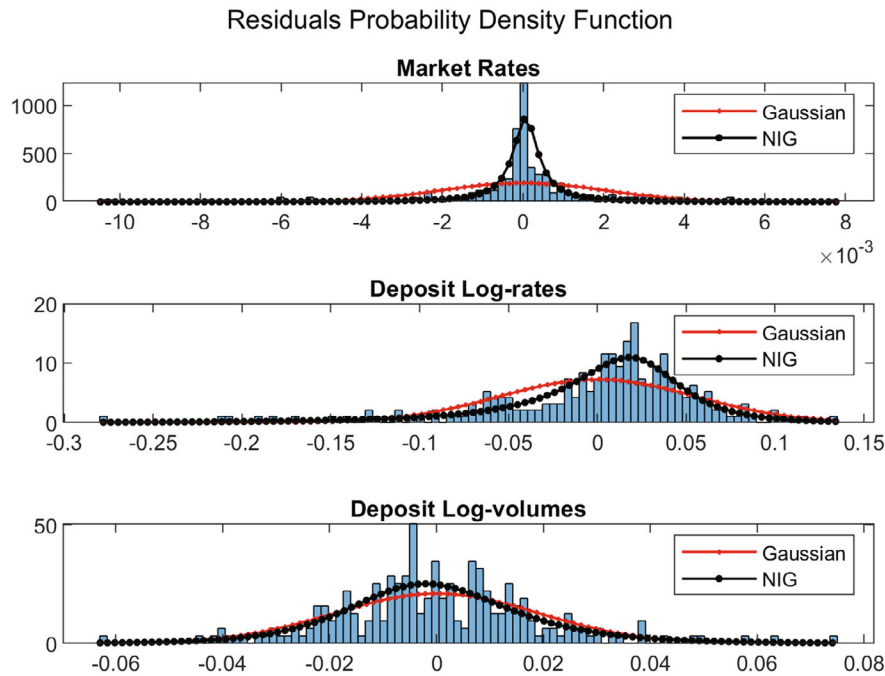 Residuals Probability Density Function
Market Rates
1000
500
0
Gaussian
NIG
-10 -8 -6 -4 -2 0 2 4 6 8
×10⁻³
Deposit Log-rates
20
10
0
Gaussian
NIG
-0.3 -0.25 -0.2 -0.15 -0.1 -0.05 0 0.05 0.1 0.15
Deposit Log-volumes
50
0
Gaussian
NIG
-0.06 -0.04 -0.02 0 0.02 0.04 0.06 0.08